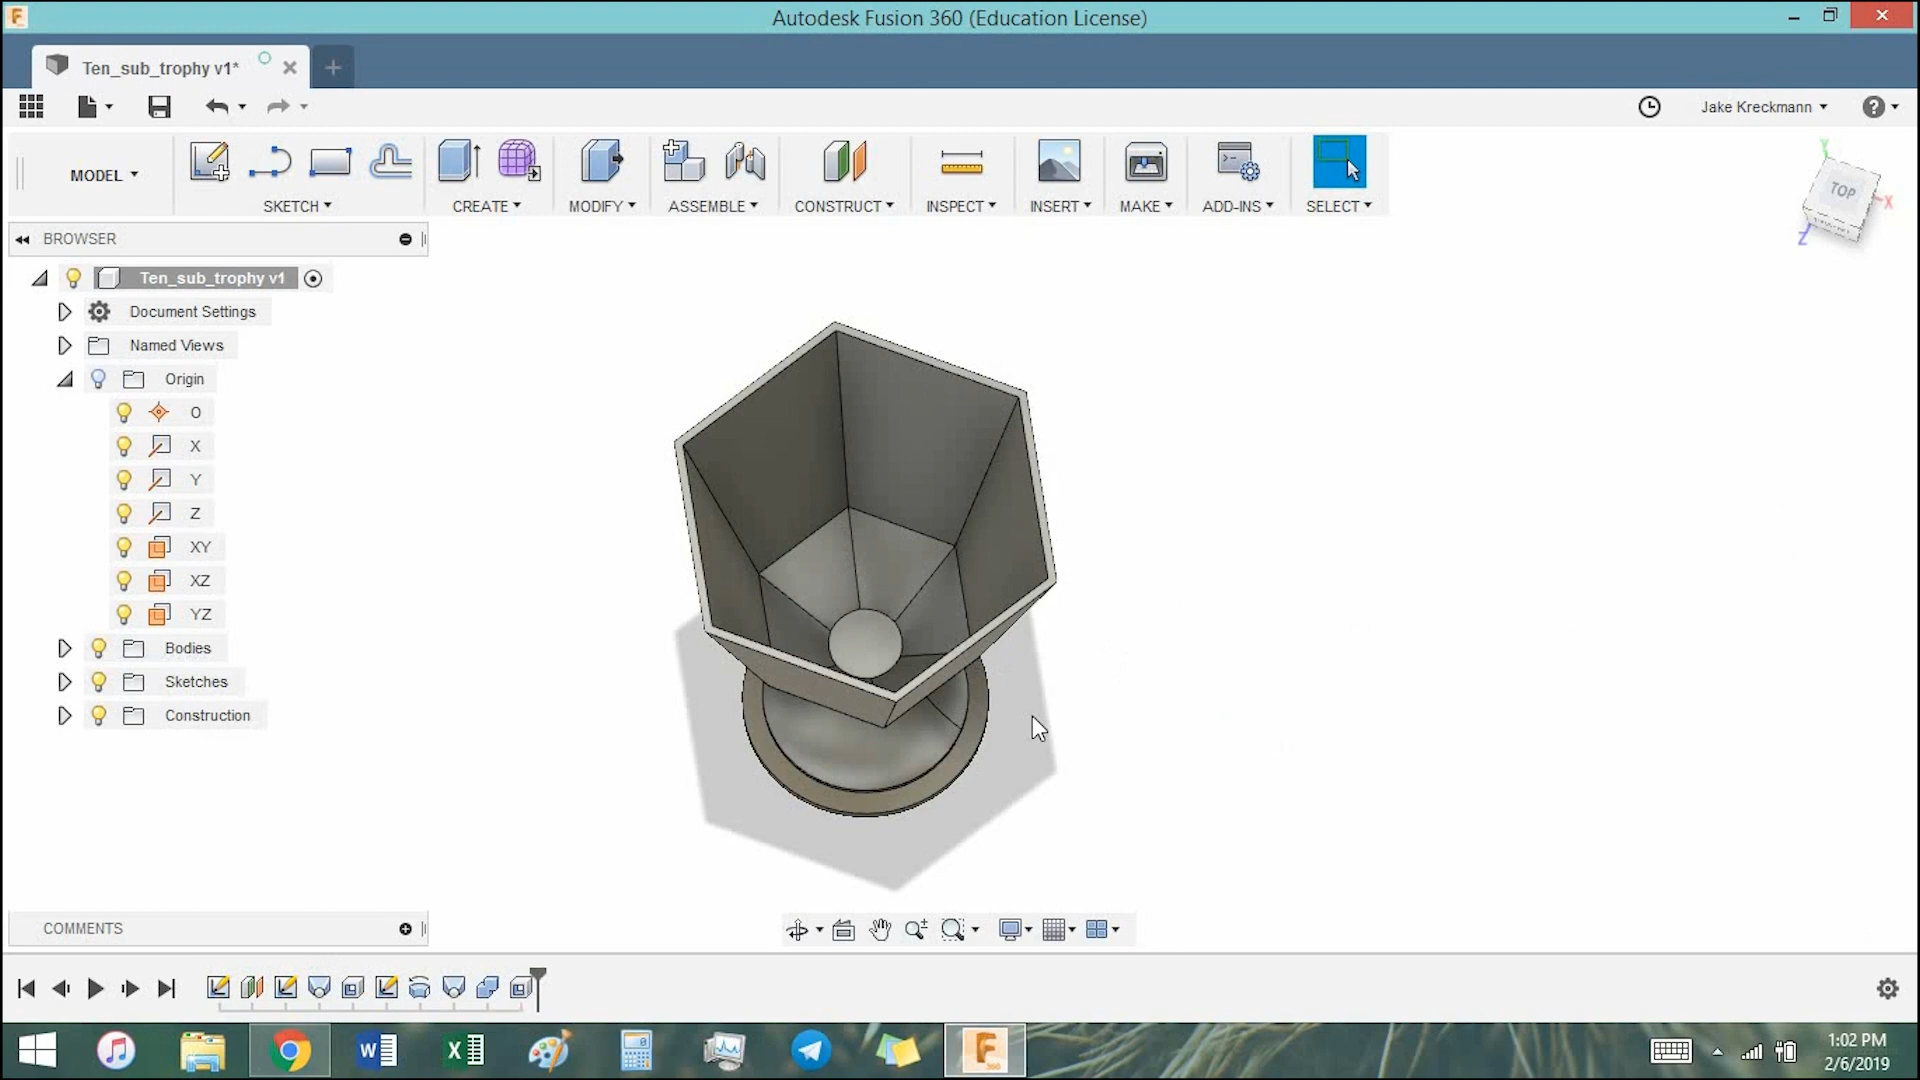 Autodesk Fusion 360 (Education License)
Ten_sub_trophy v1*
Jake Kreckmann
MODEL
SKETCH
CREATE
MODIFY
ASSEMBLE
CONSTRUCT
INSPECT
INSERT
MAKE
ADD-INS
SELECT
Y
TOP
X
Z
BROWSER
Ten_sub_trophy v1
Document Settings
Named Views
Origin
O
X
Y
Z
XY
XZ
YZ
Bodies
Sketches
Construction
COMMENTS
1:02 PM
2/6/2019